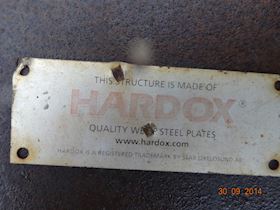 THIS STRUCTURE IS MADE OF
HARDOX®
QUALITY WEAR STEEL PLATES
www.hardox.com
HARDOX IS A REGISTERED TRADEMARK BY SSAB OXELÖSUND AB
30 09 2014